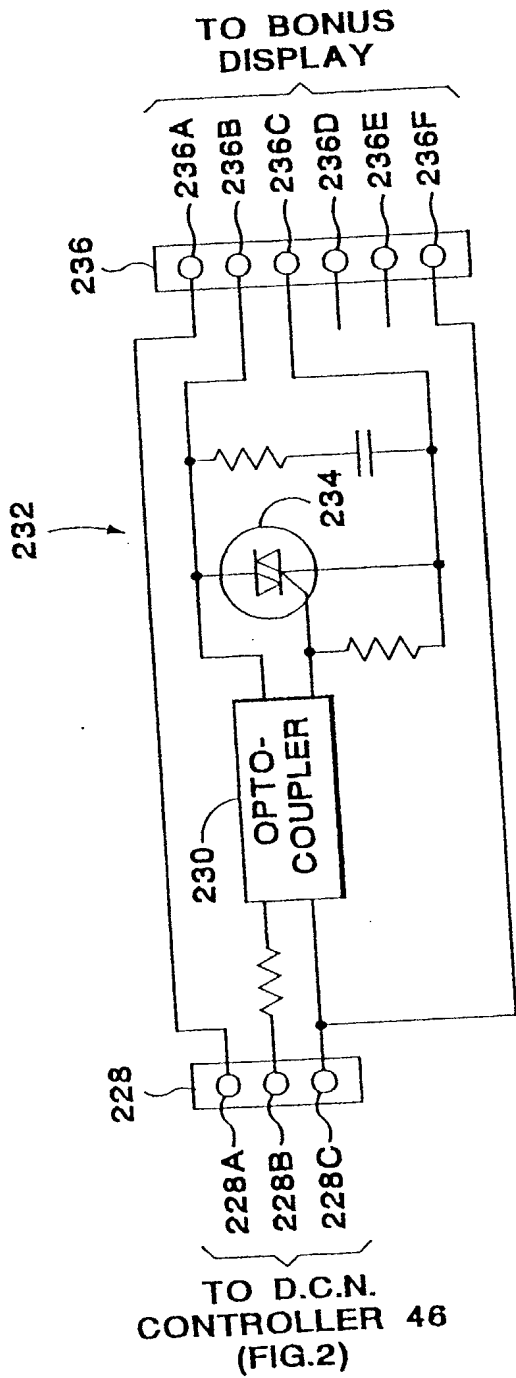 TO BONUS
DISPLAY
236A
236B
236C
236D
236E
236F
236
232
234
230
OPTO-
COUPLER
228
228A
228B
228C
TO D.C.N.
CONTROLLER 46
(FIG.2)